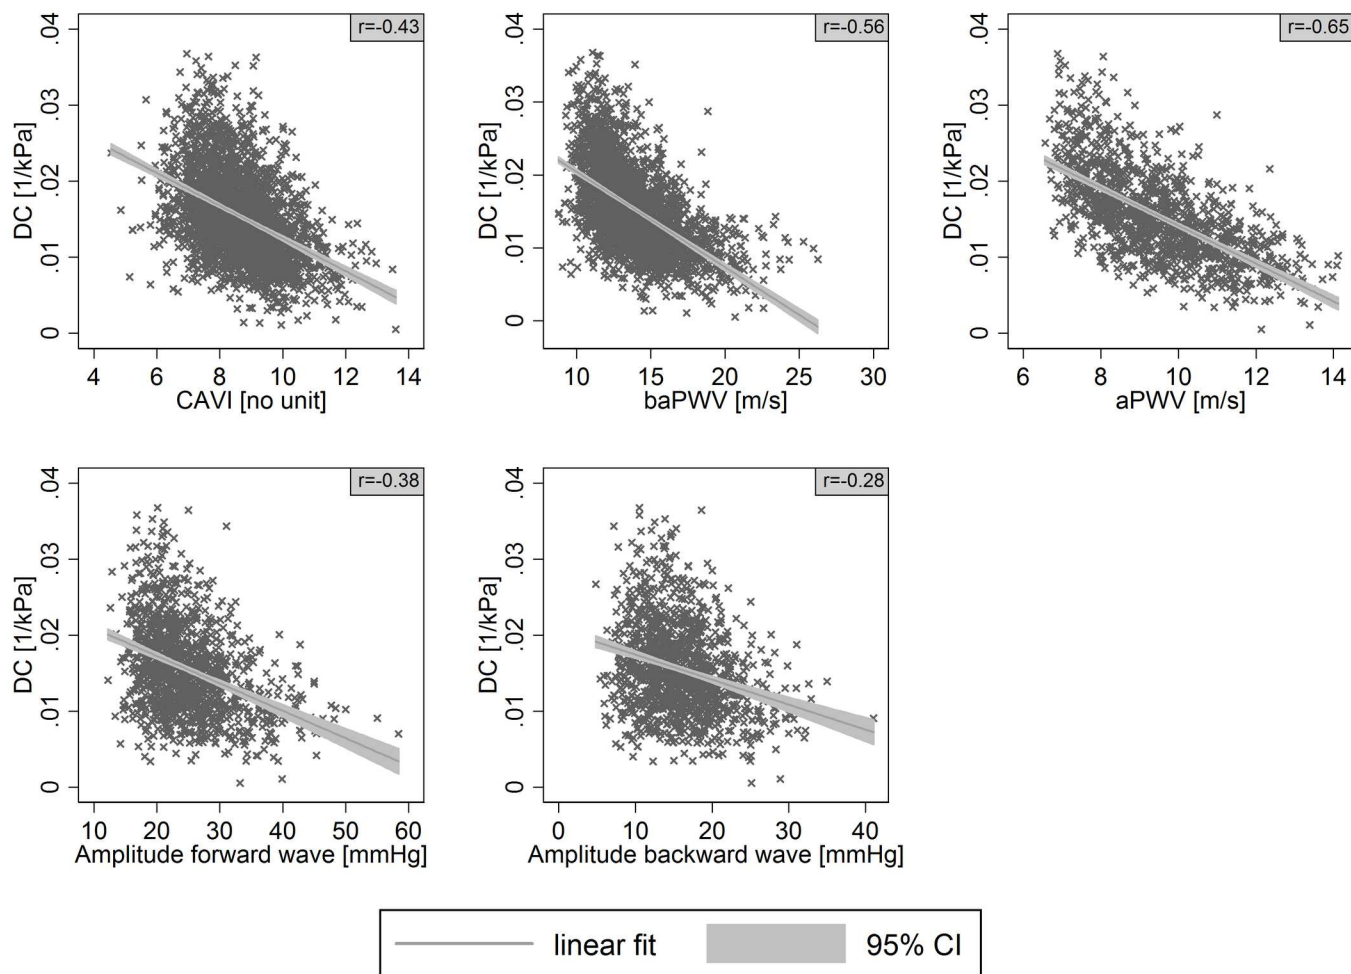 r=-0.43
.04
.03
.02
.01
0
DC [1/kPa]
4 6 8 10 12 14
CAVI [no unit]
r=-0.56
.04
.03
.02
.01
0
DC [1/kPa]
10 15 20 25 30
baPWV [m/s]
r=-0.65
.04
.03
.02
.01
0
DC [1/kPa]
6 8 10 12 14
aPWV [m/s]
r=-0.38
.04
.03
.02
.01
0
DC [1/kPa]
10 20 30 40 50 60
Amplitude forward wave [mmHg]
r=-0.28
.04
.03
.02
.01
0
DC [1/kPa]
0 10 20 30 40
Amplitude backward wave [mmHg]
linear fit 95% CI